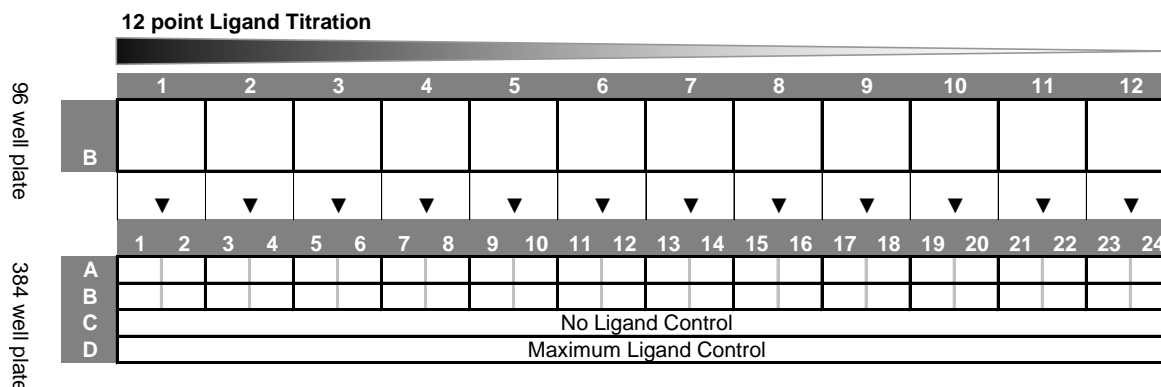 12 point Ligand Titration
1 2 3 4 5 6 7 8 9 10 11 12
96 well plate
B
1 2 3 4 5 6 7 8 9 10 11 12 13 14 15 16 17 18 19 20 21 22 23 24
384 well plate
A
B
C No Ligand Control
D Maximum Ligand Control